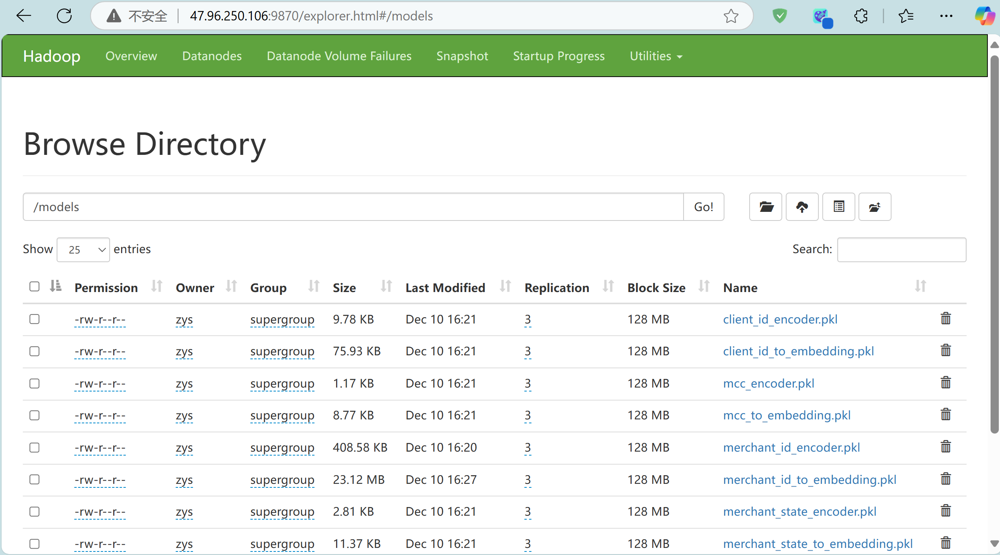 不安全 47.96.250.106:9870/explorer.html#/models
Hadoop Overview Datanodes Datanode Volume Failures Snapshot Startup Progress Utilities
Browse Directory
/models Go!
Show 25 entries Search:
Permission Owner Group Size Last Modified Replication Block Size Name
-rw-r--r-- zys supergroup 9.78 KB Dec 10 16:21 3 128 MB client_id_encoder.pkl
-rw-r--r-- zys supergroup 75.93 KB Dec 10 16:21 3 128 MB client_id_to_embedding.pkl
-rw-r--r-- zys supergroup 1.17 KB Dec 10 16:21 3 128 MB mcc_encoder.pkl
-rw-r--r-- zys supergroup 8.77 KB Dec 10 16:21 3 128 MB mcc_to_embedding.pkl
-rw-r--r-- zys supergroup 408.58 KB Dec 10 16:20 3 128 MB merchant_id_encoder.pkl
-rw-r--r-- zys supergroup 23.12 MB Dec 10 16:27 3 128 MB merchant_id_to_embedding.pkl
-rw-r--r-- zys supergroup 2.81 KB Dec 10 16:21 3 128 MB merchant_state_encoder.pkl
-rw-r--r-- zys supergroup 11.37 KB Dec 10 16:21 3 128 MB merchant_state_to_embedding.pkl